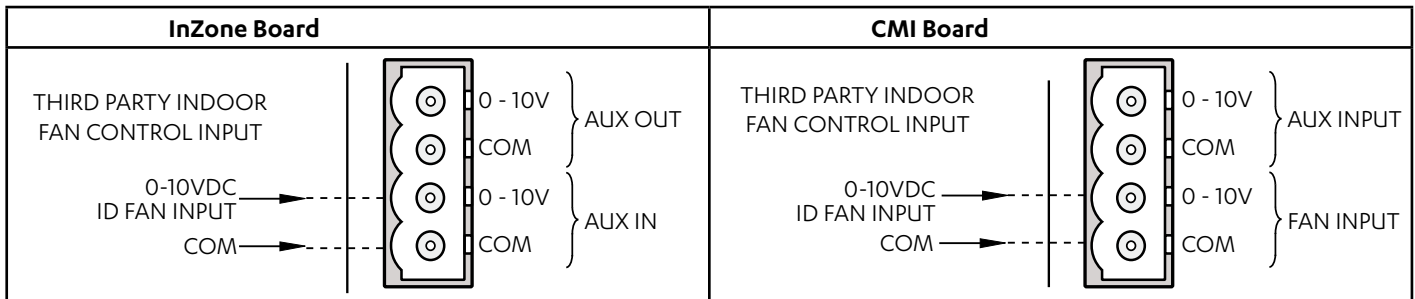 InZone Board
THIRD PARTY INDOOR
FAN CONTROL INPUT
0-10VDC
ID FAN INPUT
COM
0 - 10V
COM
0 - 10V
COM
AUX OUT
AUX IN
CMI Board
THIRD PARTY INDOOR
FAN CONTROL INPUT
0-10VDC
ID FAN INPUT
COM
0 - 10V
COM
0 - 10V
COM
AUX INPUT
FAN INPUT